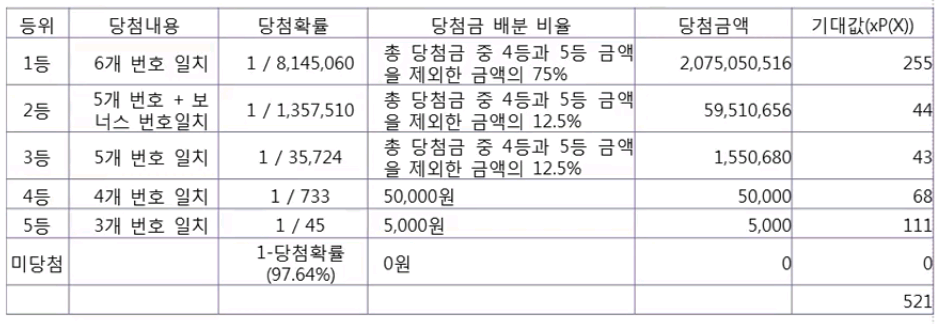 등위 당첨내용 당첨확률 당첨금 배분 비율 당첨금액 기대값(xP(X))
1등 6개 번호 일치 1 / 8,145,060 총 당첨금 중 4등과 5등 금액을 제외한 금액의 75% 2,075,050,516 255
2등 5개 번호 + 보너스 번호일치 1 / 1,357,510 총 당첨금 중 4등과 5등 금액을 제외한 금액의 12.5% 59,510,656 44
3등 5개 번호 일치 1 / 35,724 총 당첨금 중 4등과 5등 금액을 제외한 금액의 12.5% 1,550,680 43
4등 4개 번호 일치 1 / 733 50,000원 50,000 68
5등 3개 번호 일치 1 / 45 5,000원 5,000 111
미당첨 1-당첨확률 (97.64%) 0원 0 0
521